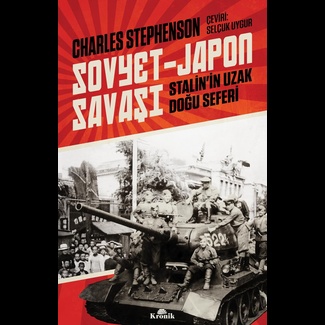 CHARLES STEPHENSON
ÇEVİRİ:
SELÇUK UYGUR
SOVYET-JAPON
SAVAŞI
STALİN'İN UZAK
DOĞU SEFERİ
Kronik